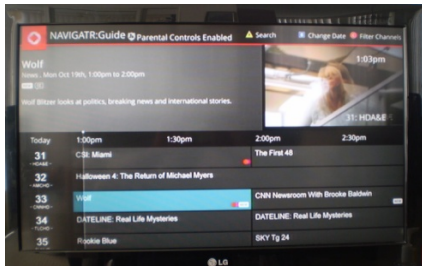 NAVIGATR:Guide Parental Controls Enabled Search Change Date Filter Channels
Wolf
1:03pm
News , Mon Oct 19th, 1:00pm to 2:00pm
Wolf Blitzer looks at politics, breaking news and international stories.
31: HDA&E
Today 1:00pm 1:30pm 2:00pm 2:30pm
31 CSI: Miami The First 48
32 Halloween 4: The Return of Michael Myers
33 Wolf CNN Newsroom With Brooke Baldwin
34 DATELINE: Real Life Mysteries DATELINE: Real Life Mysteries
35 Rookie Blue SKY Tg 24
LG